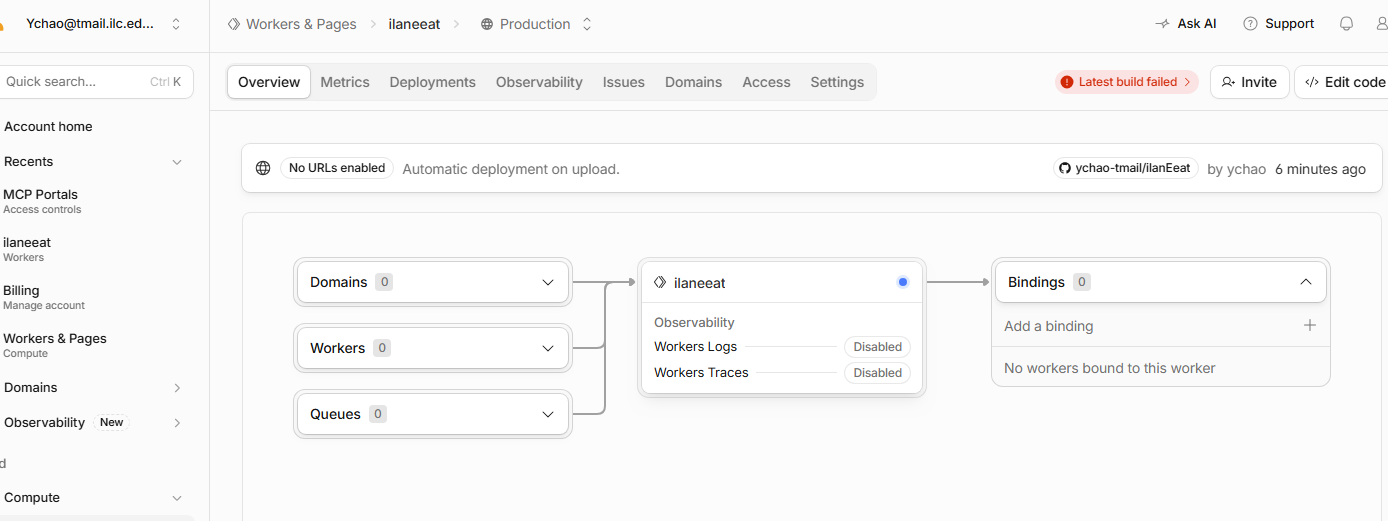 Ychao@tmail.ilc.ed...
Workers & Pages
ilaneeat
Production
Ask AI
Support
Quick search...
Ctrl K
Overview
Metrics
Deployments
Observability
Issues
Domains
Access
Settings
Latest build failed
Invite
Edit code
Account home
Recents
MCP Portals
Access controls
ilaneeat
Workers
Billing
Manage account
Workers & Pages
Compute
Domains
Observability New
d
Compute
No URLs enabled
Automatic deployment on upload.
ychao-tmail/ilanEeat
by ychao
6 minutes ago
Domains 0
Workers 0
Queues 0
ilaneeat
Observability
Workers Logs
Disabled
Workers Traces
Disabled
Bindings 0
Add a binding
No workers bound to this worker